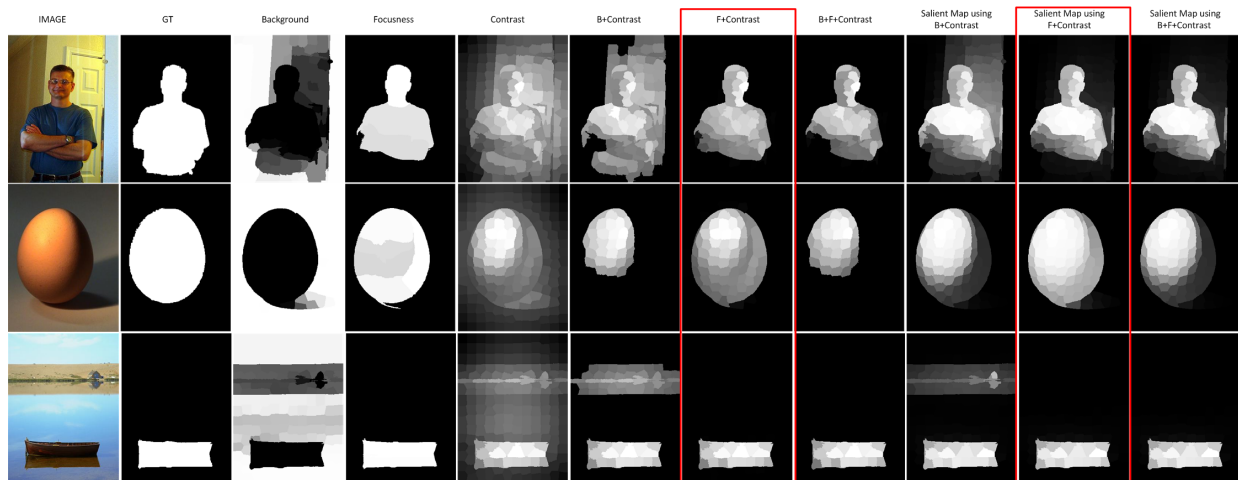 IMAGE
GT
Background
Focusness
Contrast
B+Contrast
F+Contrast
B+F+Contrast
Salient Map using
B+Contrast
Salient Map using
F+Contrast
Salient Map using
B+F+Contrast